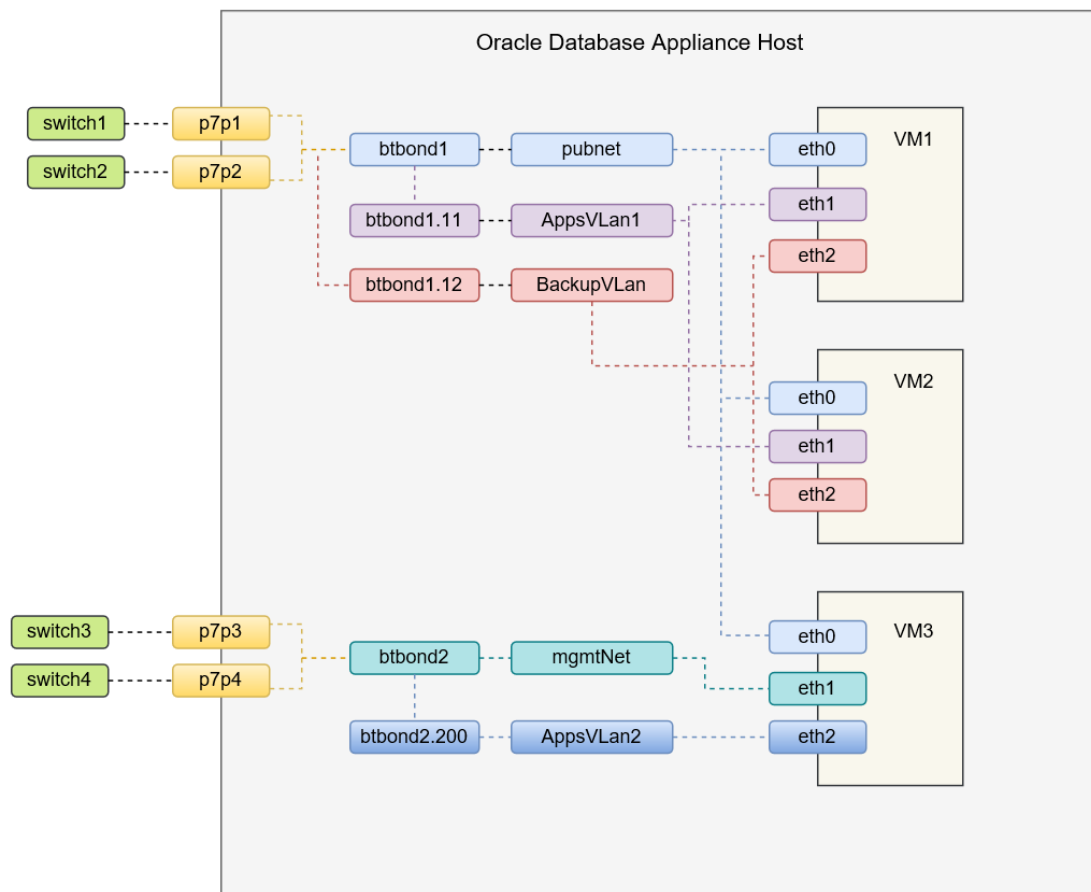 Oracle Database Appliance Host
switch1
p7p1
switch2
p7p2
btbond1
pubnet
btbond1.11
AppsVLan1
btbond1.12
BackupVLan
VM1
eth0
eth1
eth2
VM2
eth0
eth1
eth2
switch3
p7p3
switch4
p7p4
btbond2
mgmtNet
btbond2.200
AppsVLan2
VM3
eth0
eth1
eth2